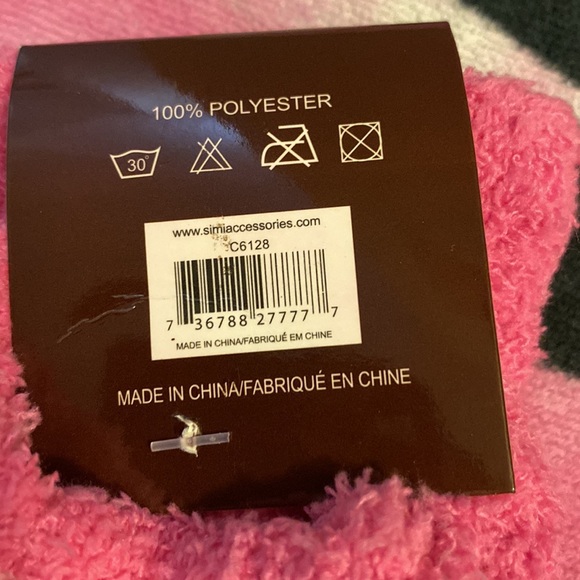 100% POLYESTER
30°
www.simiaccessories.com
C6128
7 36788 27777 7
MADE IN CHINA/FABRIQUÉ EM CHINE
MADE IN CHINA/FABRIQUÉ EN CHINE